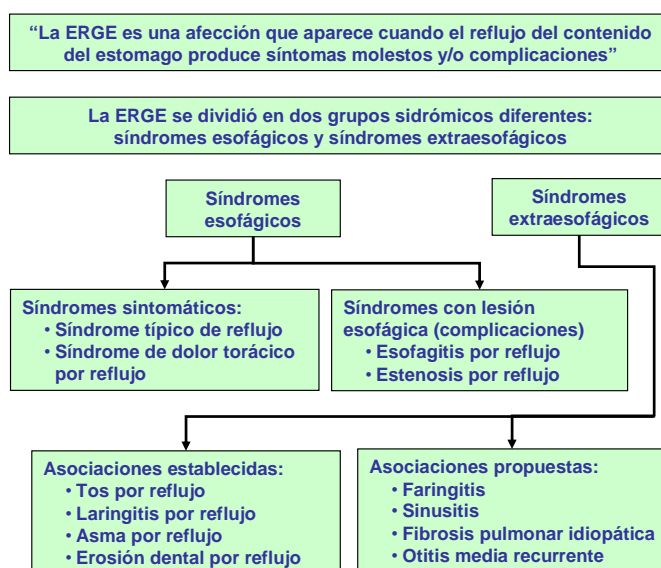 “La ERGE es una afección que aparece cuando el reflujo del contenido
del estomago produce síntomas molestos y/o complicaciones”
La ERGE se dividió en dos grupos sidrómicos diferentes:
síndromes esofágicos y síndromes extraesofágicos
Síndromes
esofágicos
Síndromes
extraesofágicos
Síndromes sintomáticos:
• Síndrome típico de reflujo
• Síndrome de dolor torácico
por reflujo
Síndromes con lesión
esofágica (complicaciones)
• Esofagitis por reflujo
• Estenosis por reflujo
Asociaciones establecidas:
• Tos por reflujo
• Laringitis por reflujo
• Asma por reflujo
• Erosión dental por reflujo
Asociaciones propuestas:
• Faringitis
• Sinusitis
• Fibrosis pulmonar idiopática
• Otitis media recurrente